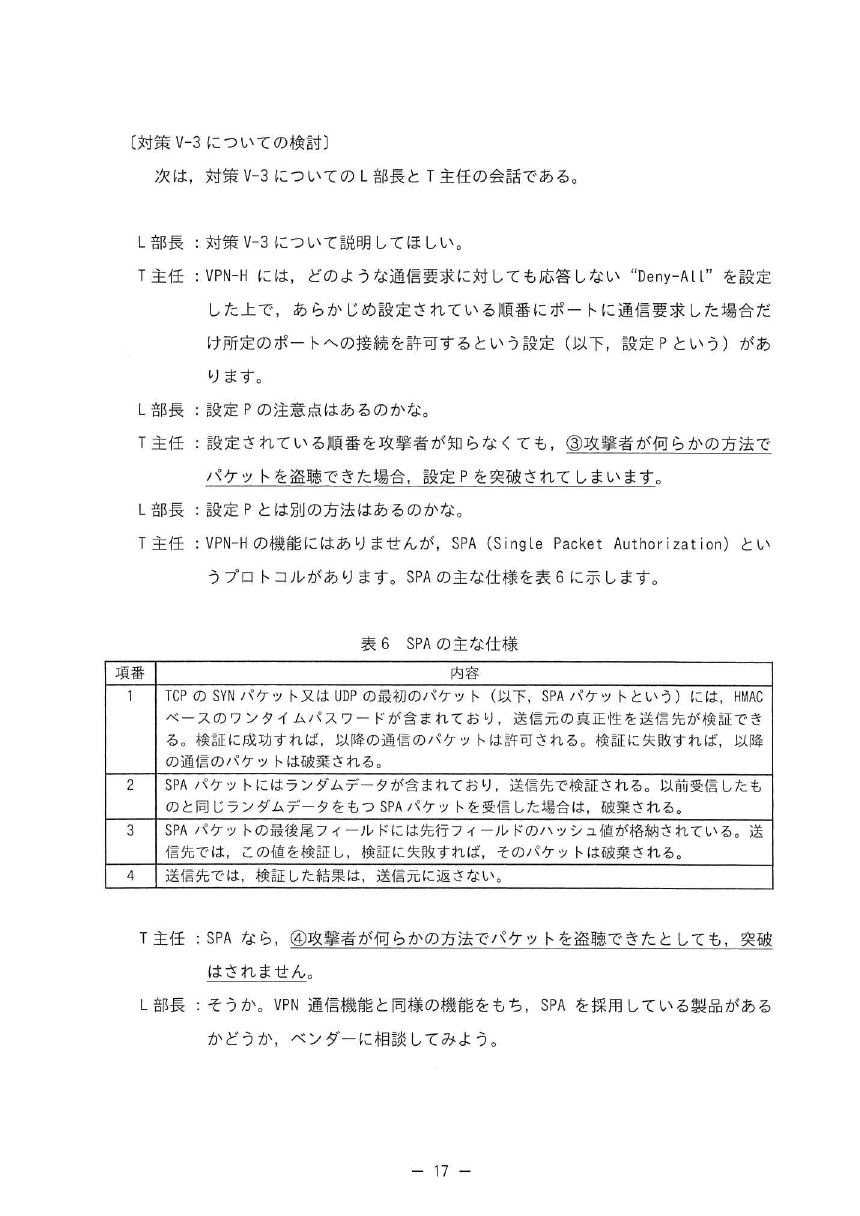 〔対策 V-3 についての検討〕
次は，対策 V-3 についての L 部長と T 主任の会話である。
L 部長 ：対策 V-3 について説明してほしい。
T 主任 ：VPN-H には，どのような通信要求に対しても応答しない “Deny-All” を設定
した上で，あらかじめ設定されている順番にポートに通信要求した場合だ
け所定のポートへの接続を許可するという設定（以下，設定 P という）があ
ります。
L 部長 ：設定 P の注意点はあるのかな。
T 主任 ：設定されている順番を攻撃者が知らなくても，③攻撃者が何らかの方法で
パケットを盗聴できた場合，設定 P を突破されてしまいます。
L 部長 ：設定 P とは別の方法はあるのかな。
T 主任 ：VPN-H の機能にはありませんが，SPA（Single Packet Authorization）とい
うプロトコルがあります。SPA の主な仕様を表 6 に示します。
表 6 SPA の主な仕様
項番 内容
1 TCP の SYN パケット又は UDP の最初のパケット（以下，SPA パケットという）には，HMAC
ベースのワンタイムパスワードが含まれており，送信元の真正性を送信先が検証でき
る。検証に成功すれば，以降の通信のパケットは許可される。検証に失敗すれば，以降
の通信のパケットは破棄される。
2 SPA パケットにはランダムデータが含まれており，送信先で検証される。以前受信したも
のと同じランダムデータをもつ SPA パケットを受信した場合は，破棄される。
3 SPA パケットの最後尾フィールドには先行フィールドのハッシュ値が格納されている。送
信先では，この値を検証し，検証に失敗すれば，そのパケットは破棄される。
4 送信先では，検証した結果は，送信元に返さない。
T 主任 ：SPA なら，④攻撃者が何らかの方法でパケットを盗聴できたとしても，突破
はされません。
L 部長 ：そうか。VPN 通信機能と同様の機能をもち，SPA を採用している製品がある
かどうか，ベンダーに相談してみよう。
－ 17 －